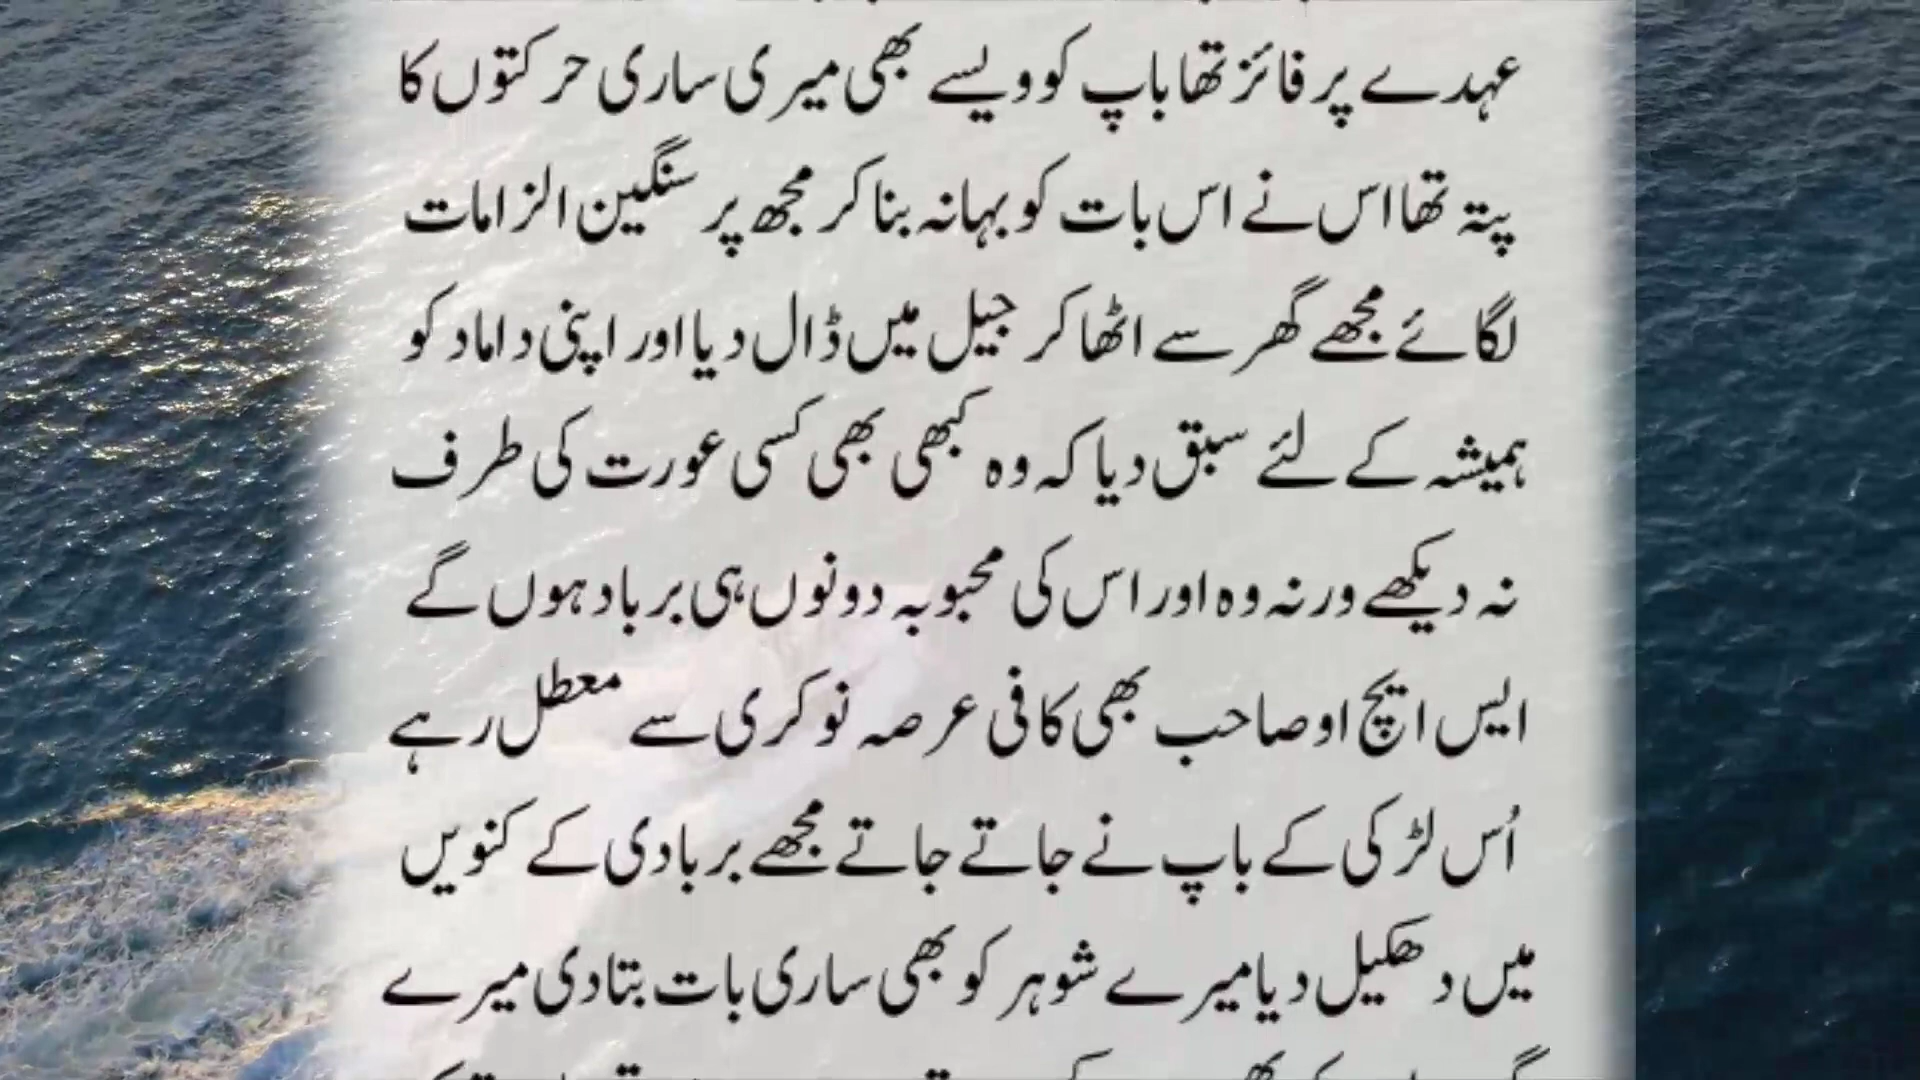 عہدے پر فائز تھا باپ کو ویسے بھی میری ساری حرکتوں کا
پتہ تھا اس نے اس بات کو بہانہ بنا کر مجھ پر سنگین الزامات
لگائے مجھے گھر سے اٹھا کر جیل میں ڈال دیا اور اپنی داماد کو
ہمیشہ کے لئے سبق دیا کہ وہ کبھی بھی کسی عورت کی طرف
نہ دیکھے ورنہ وہ اور اس کی محبوبہ دونوں ہی برباد ہوں گے
ایس ایچ او صاحب بھی کافی عرصہ نوکری سے معطل رہے
اُس لڑکی کے باپ نے جاتے جاتے مجھے بربادی کے کنویں
میں دھکیل دیا میرے شوہر کو بھی ساری بات بتا دی میرے